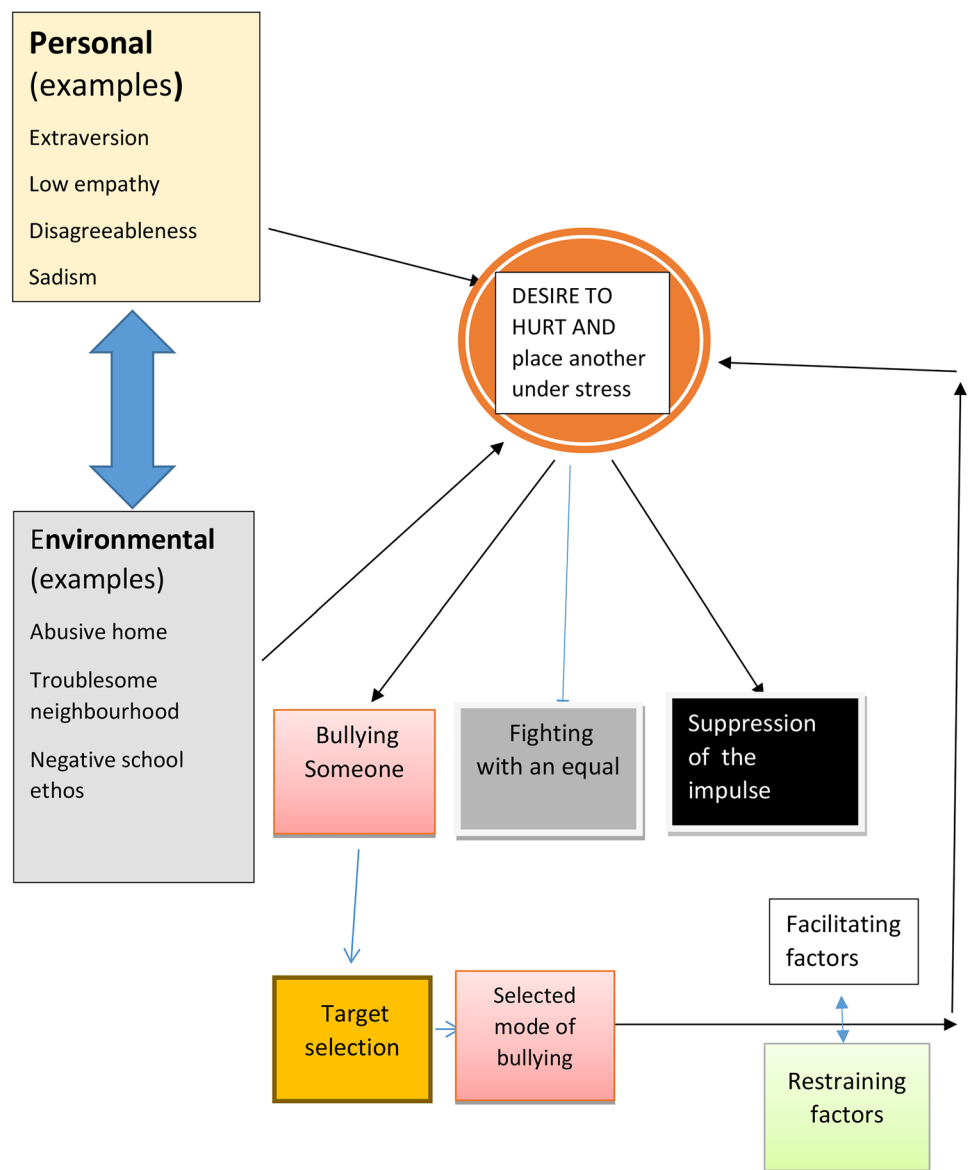 Personal
(examples)
Extraversion
Low empathy
Disagreeableness
Sadism
DESIRE TO
HURT AND
place another
under stress
Environmental
(examples)
Abusive home
Troublesome
neighbourhood
Negative school
ethos
Bullying
Someone
Fighting
with an equal
Suppression
of the
impulse
Facilitating
factors
Target
selection
Selected
mode of
bullying
Restraining
factors